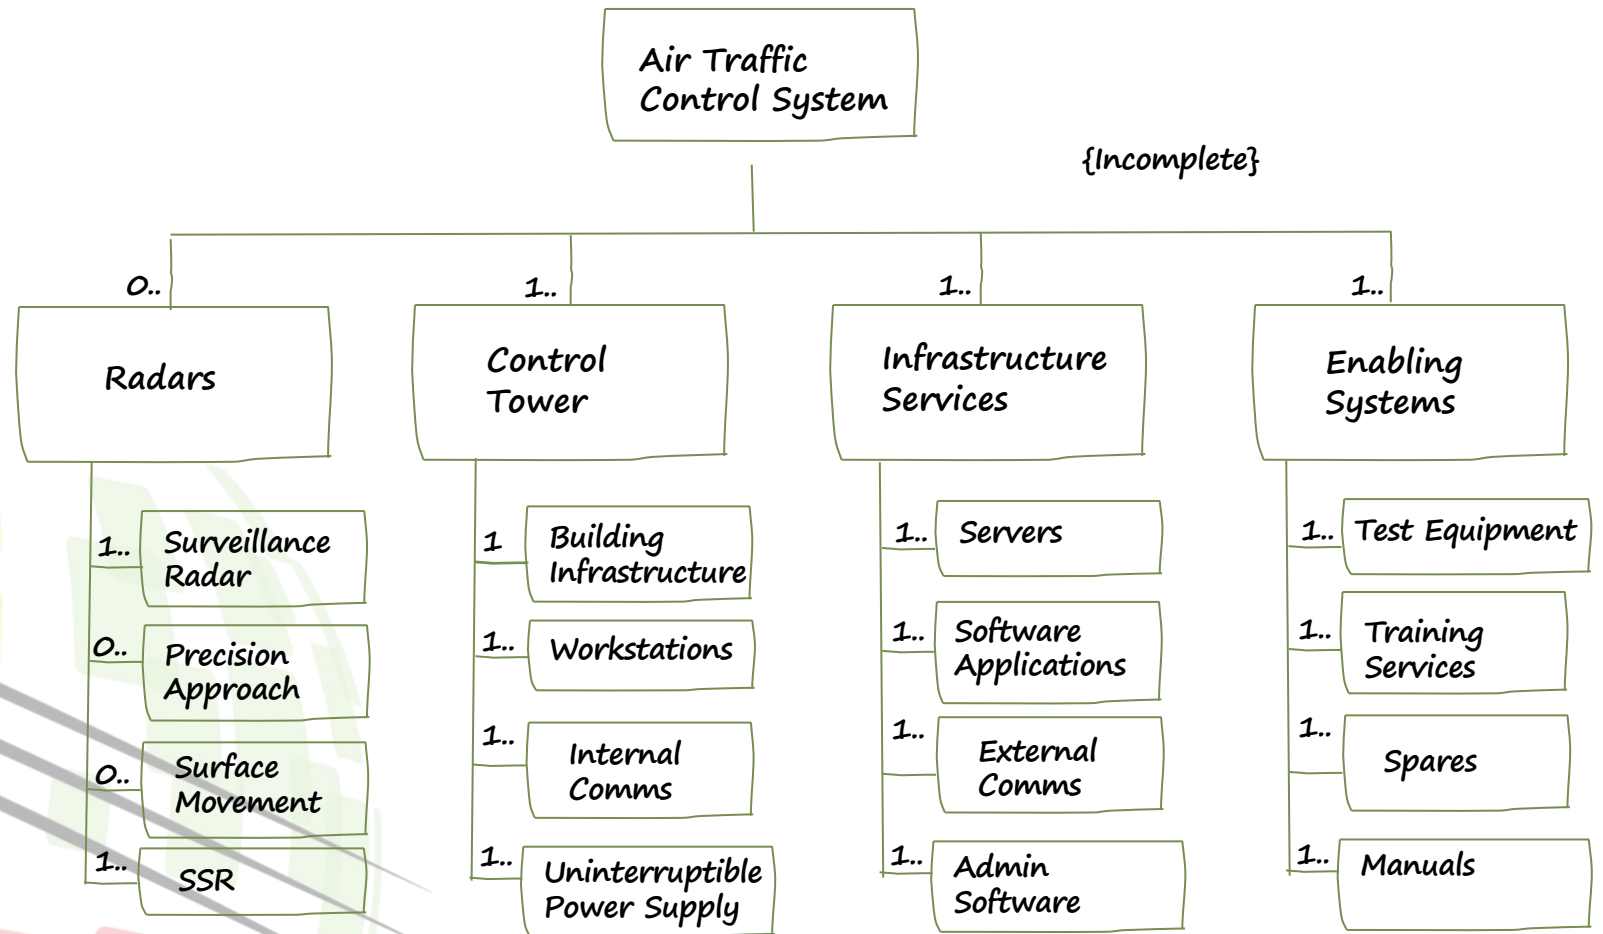 Air Traffic
Control System
{Incomplete}
0..
1..
1..
1..
Radars
Control
Tower
Infrastructure
Services
Enabling
Systems
1..
Surveillance
Radar
0..
Precision
Approach
0..
Surface
Movement
1..
SSR
1
Building
Infrastructure
1..
Workstations
1..
Internal
Comms
1..
Uninterruptible
Power Supply
1..
Servers
1..
Software
Applications
1..
External
Comms
1..
Admin
Software
1..
Test Equipment
1..
Training
Services
1..
Spares
1..
Manuals